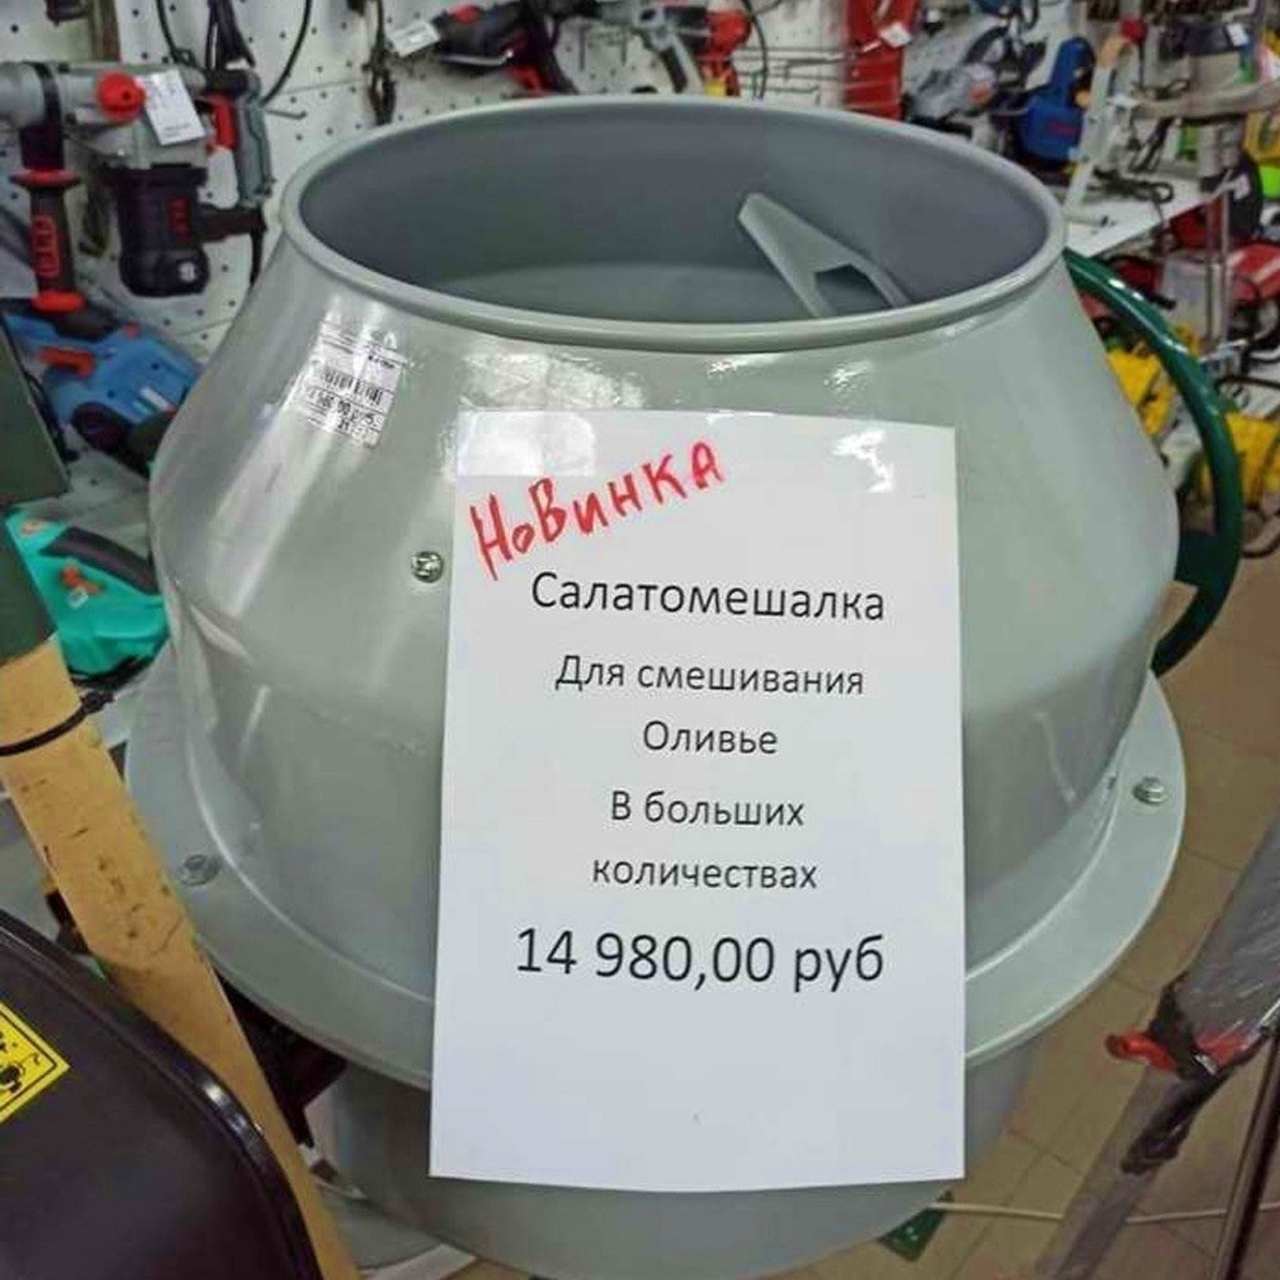 Новинка
Салатомешалка
Для смешивания
Оливье
В больших
количествах
14 980,00 руб